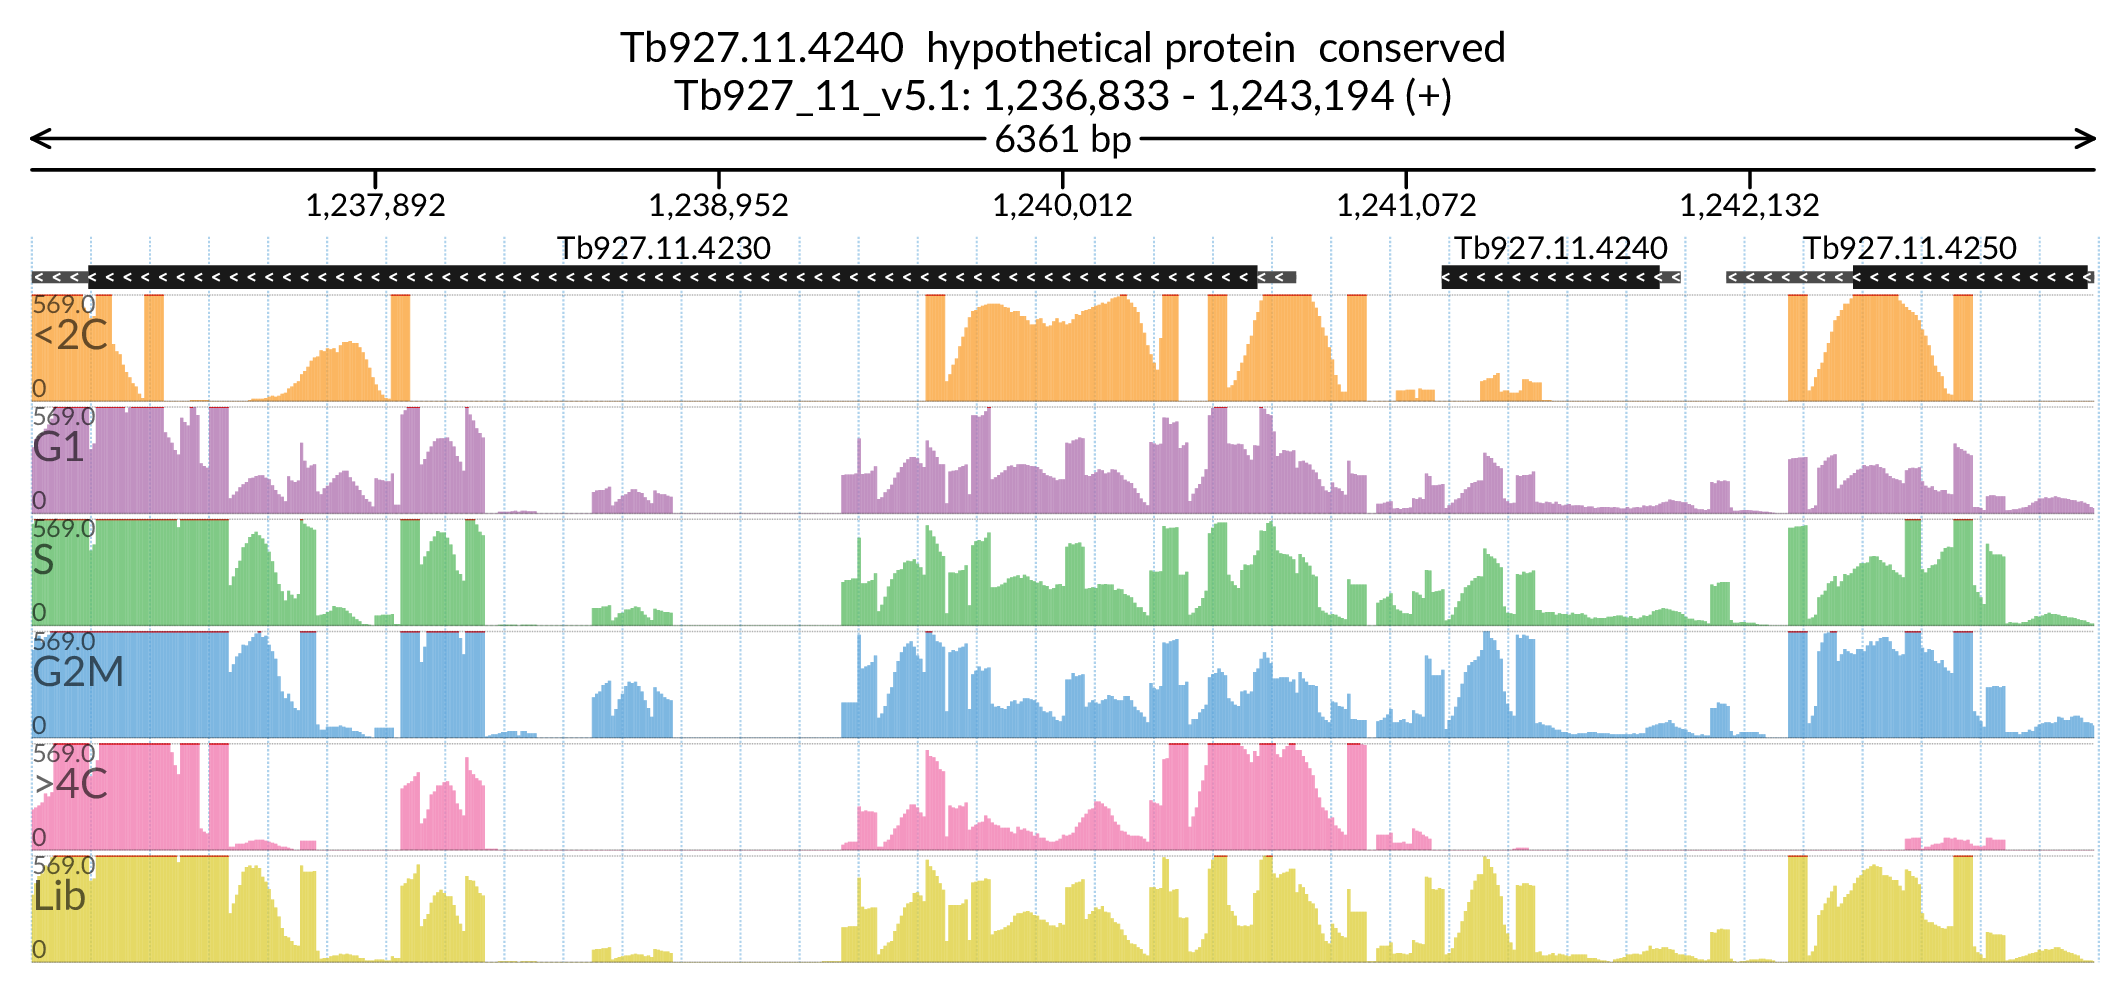 Tb927.11.4240 hypothetical protein conserved
Tb927_11_v5.1: 1,236,833 - 1,243,194 (+)
6361 bp
1,237,892 1,238,952 1,240,012 1,241,072 1,242,132
Tb927.11.4230 Tb927.11.4240 Tb927.11.4250
569.0
<2C
0
569.0
G1
0
569.0
S
0
569.0
G2M
0
569.0
>4C
0
569.0
Lib
0